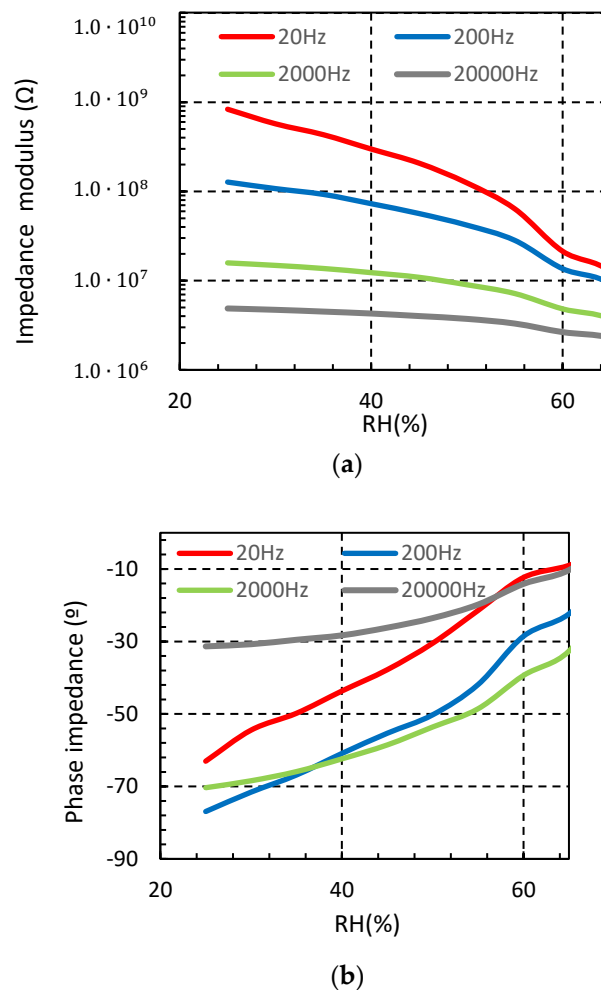 1.0 · 10¹⁰
20Hz 200Hz
2000Hz 20000Hz
1.0 · 10⁹
1.0 · 10⁸
1.0 · 10⁷
1.0 · 10⁶
Impedance modulus (Ω)
20 40 60
RH(%)
(a)
20Hz 200Hz
-10
2000Hz 20000Hz
-30
-50
-70
-90
Phase impedance (º)
20 40 60
RH(%)
(b)